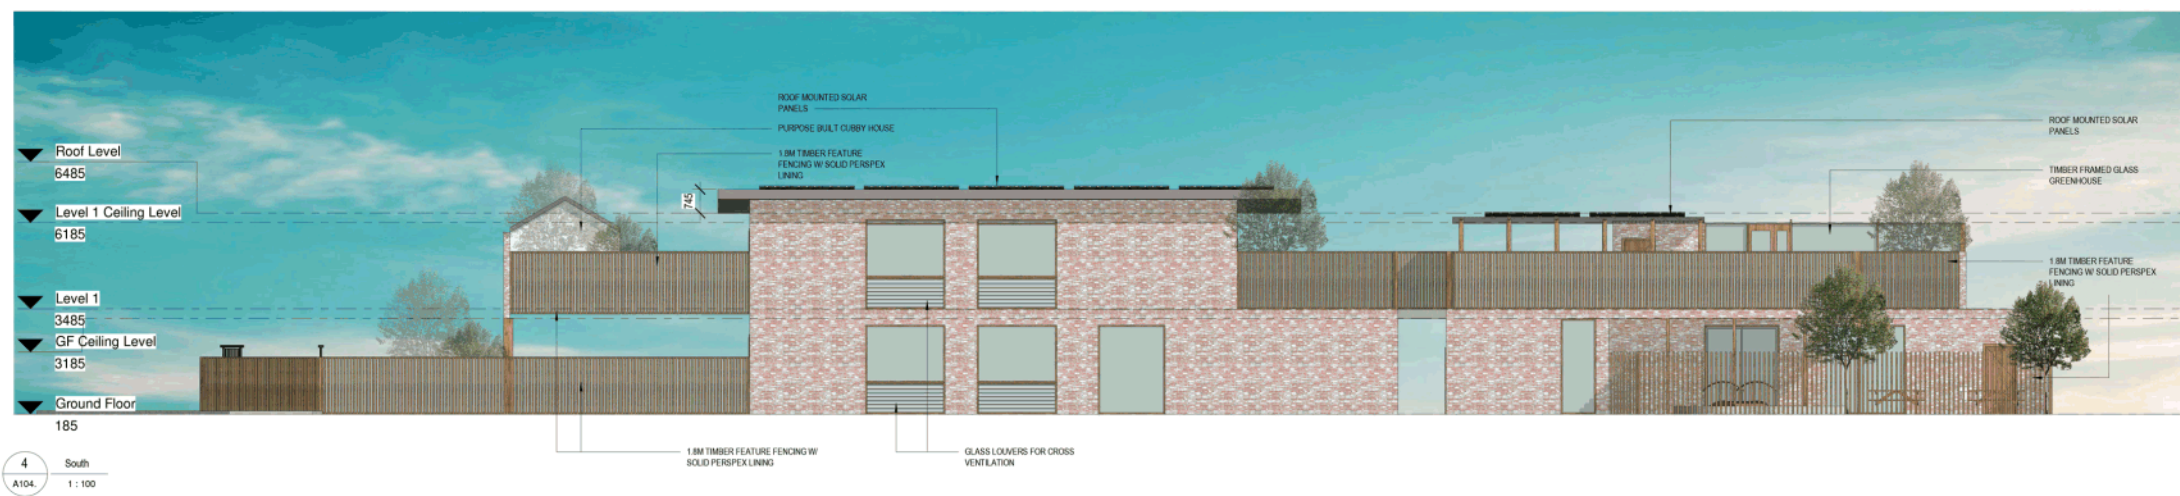 ROOF MOUNTED SOLAR
PANELS
PURPOSE BUILT CUBBY HOUSE
1.8M TIMBER FEATURE
FENCING W/ SOLID PERSPEX
LINING
ROOF MOUNTED SOLAR
PANELS
TIMBER FRAMED GLASS
GREENHOUSE
1.8M TIMBER FEATURE
FENCING W/ SOLID PERSPEX
LINING
Roof Level
6485
Level 1 Ceiling Level
6185
Level 1
3485
GF Ceiling Level
3185
Ground Floor
185
745
1.8M TIMBER FEATURE FENCING W/
SOLID PERSPEX LINING
GLASS LOUVERS FOR CROSS
VENTILATION
4
A104.
South
1 : 100